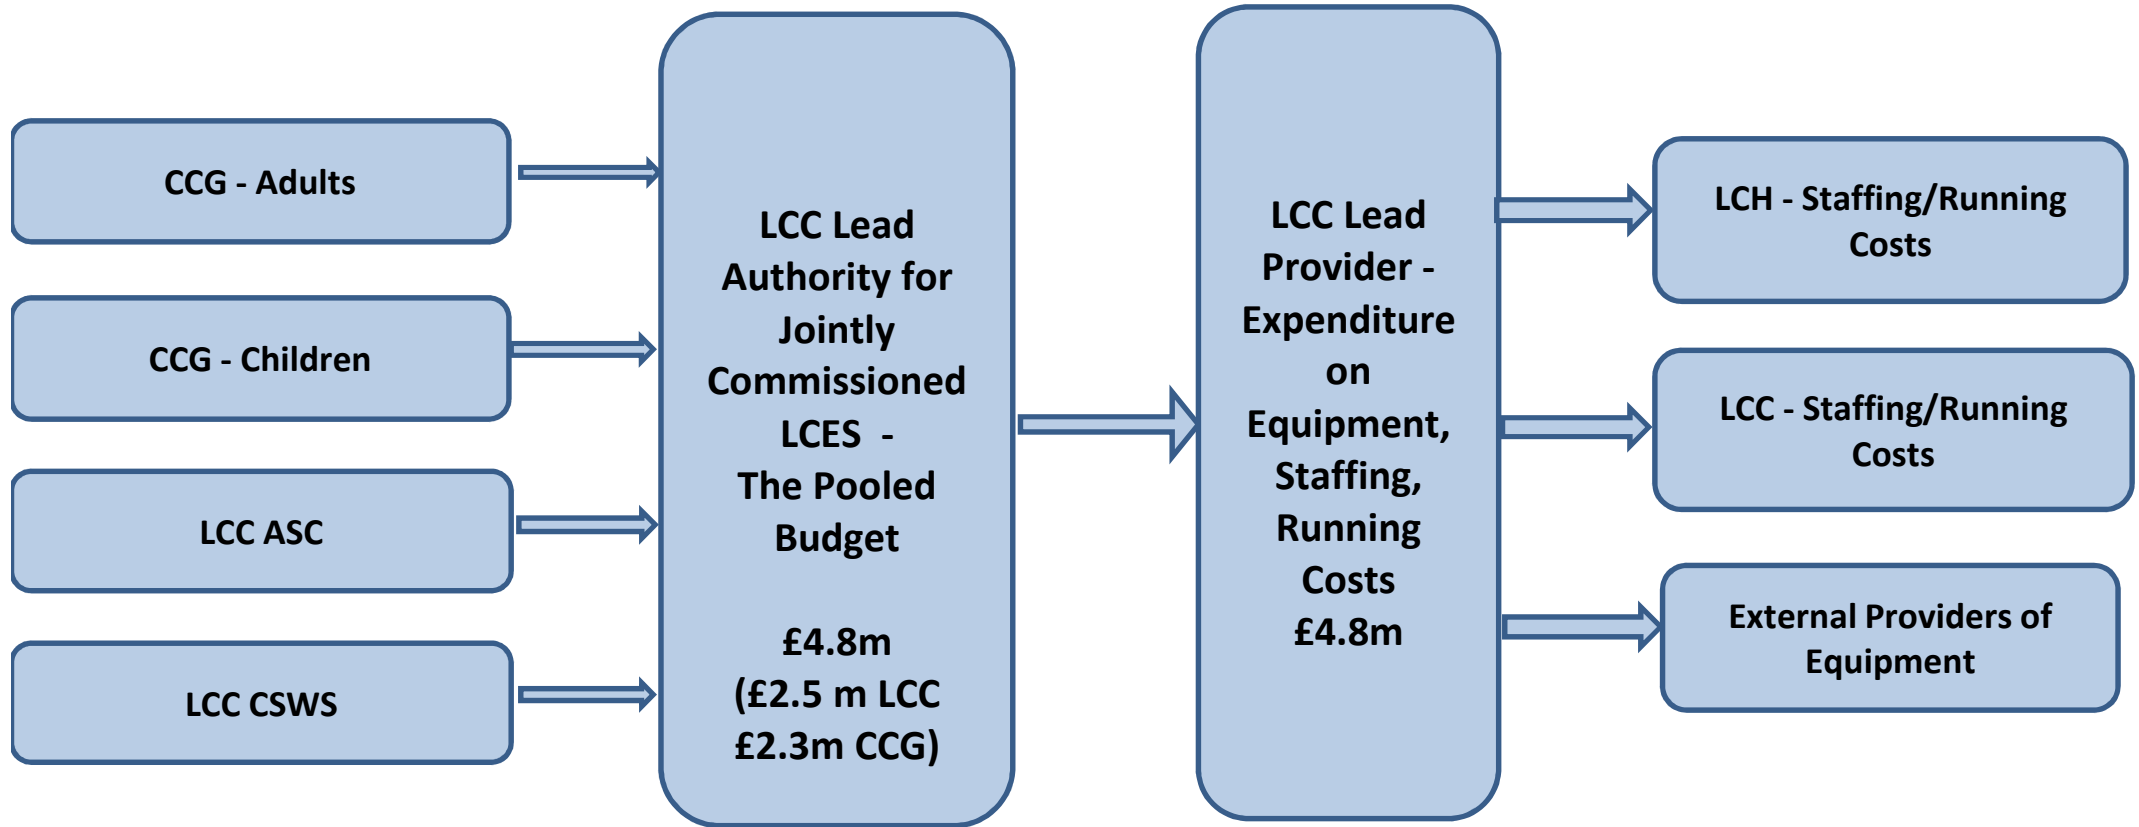 CCG - Adults
CCG - Children
LCC ASC
LCC CSWS
LCC Lead
Authority for
Jointly
Commissioned
LCES  -
The Pooled
Budget
£4.8m
(£2.5 m LCC
£2.3m CCG)
LCC Lead
Provider -
Expenditure
on
Equipment,
Staffing,
Running
Costs
£4.8m
LCH - Staffing/Running
Costs
LCC - Staffing/Running
Costs
External Providers of
Equipment